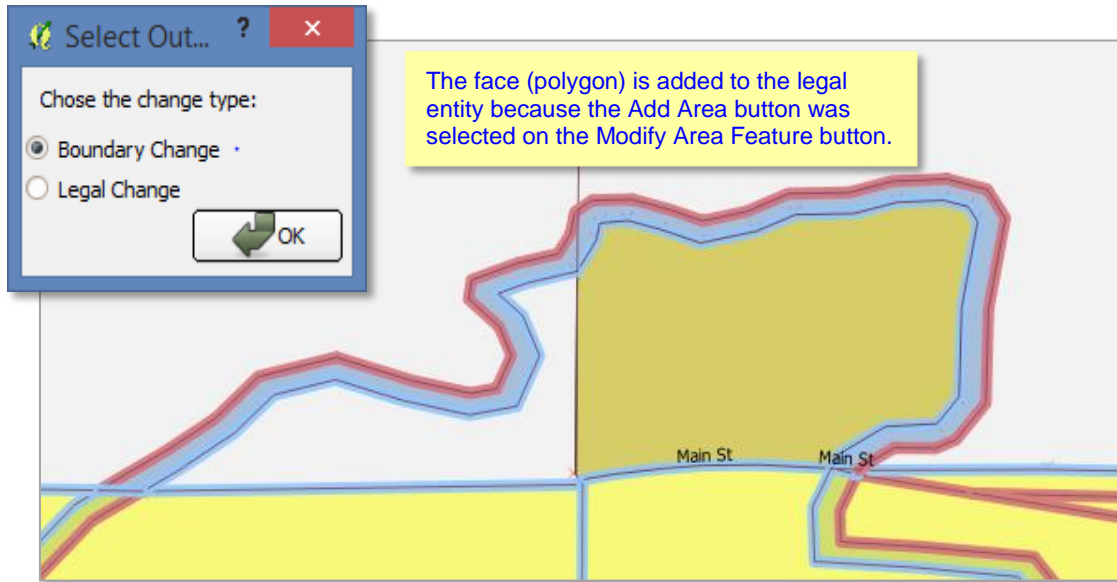 Select Out... ?
Chose the change type:
Boundary Change
Legal Change
OK
The face (polygon) is added to the legal
entity because the Add Area button was
selected on the Modify Area Feature button.
Main St
Main St